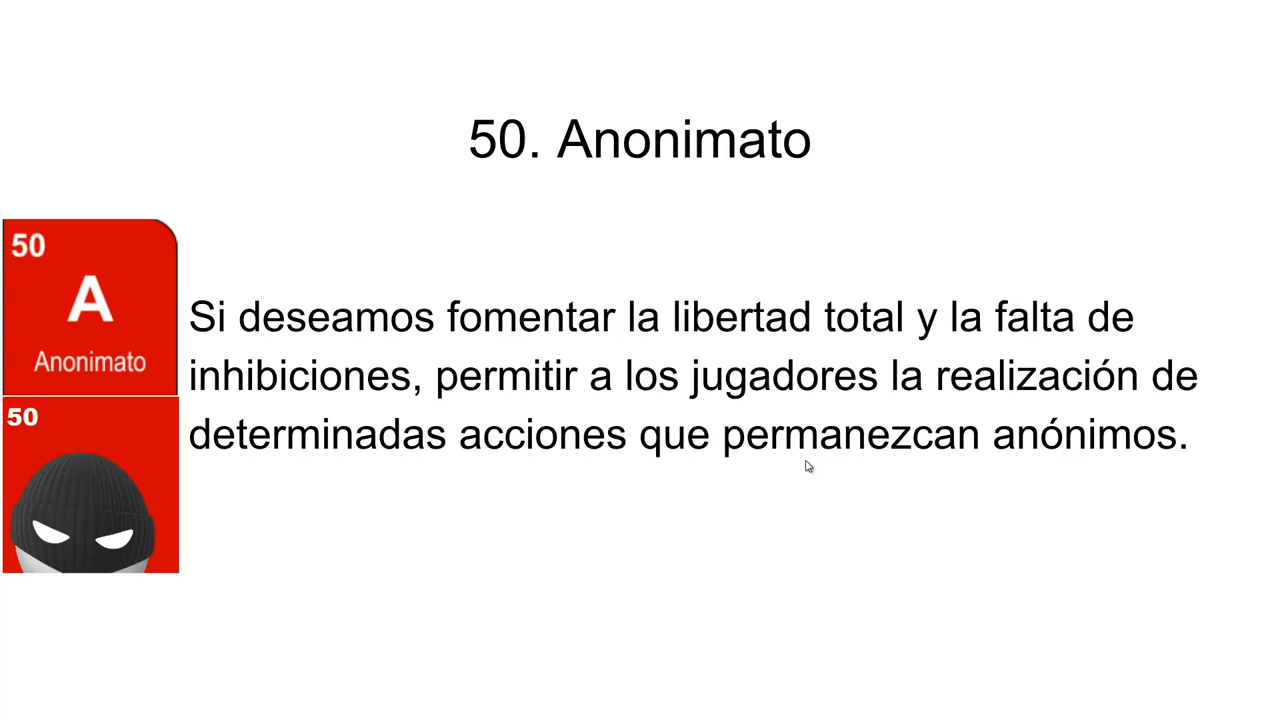 50. Anonimato
50
A
Anonimato
Si deseamos fomentar la libertad total y la falta de
inhibiciones, permitir a los jugadores la realización de
determinadas acciones que permanezcan anónimos.
50